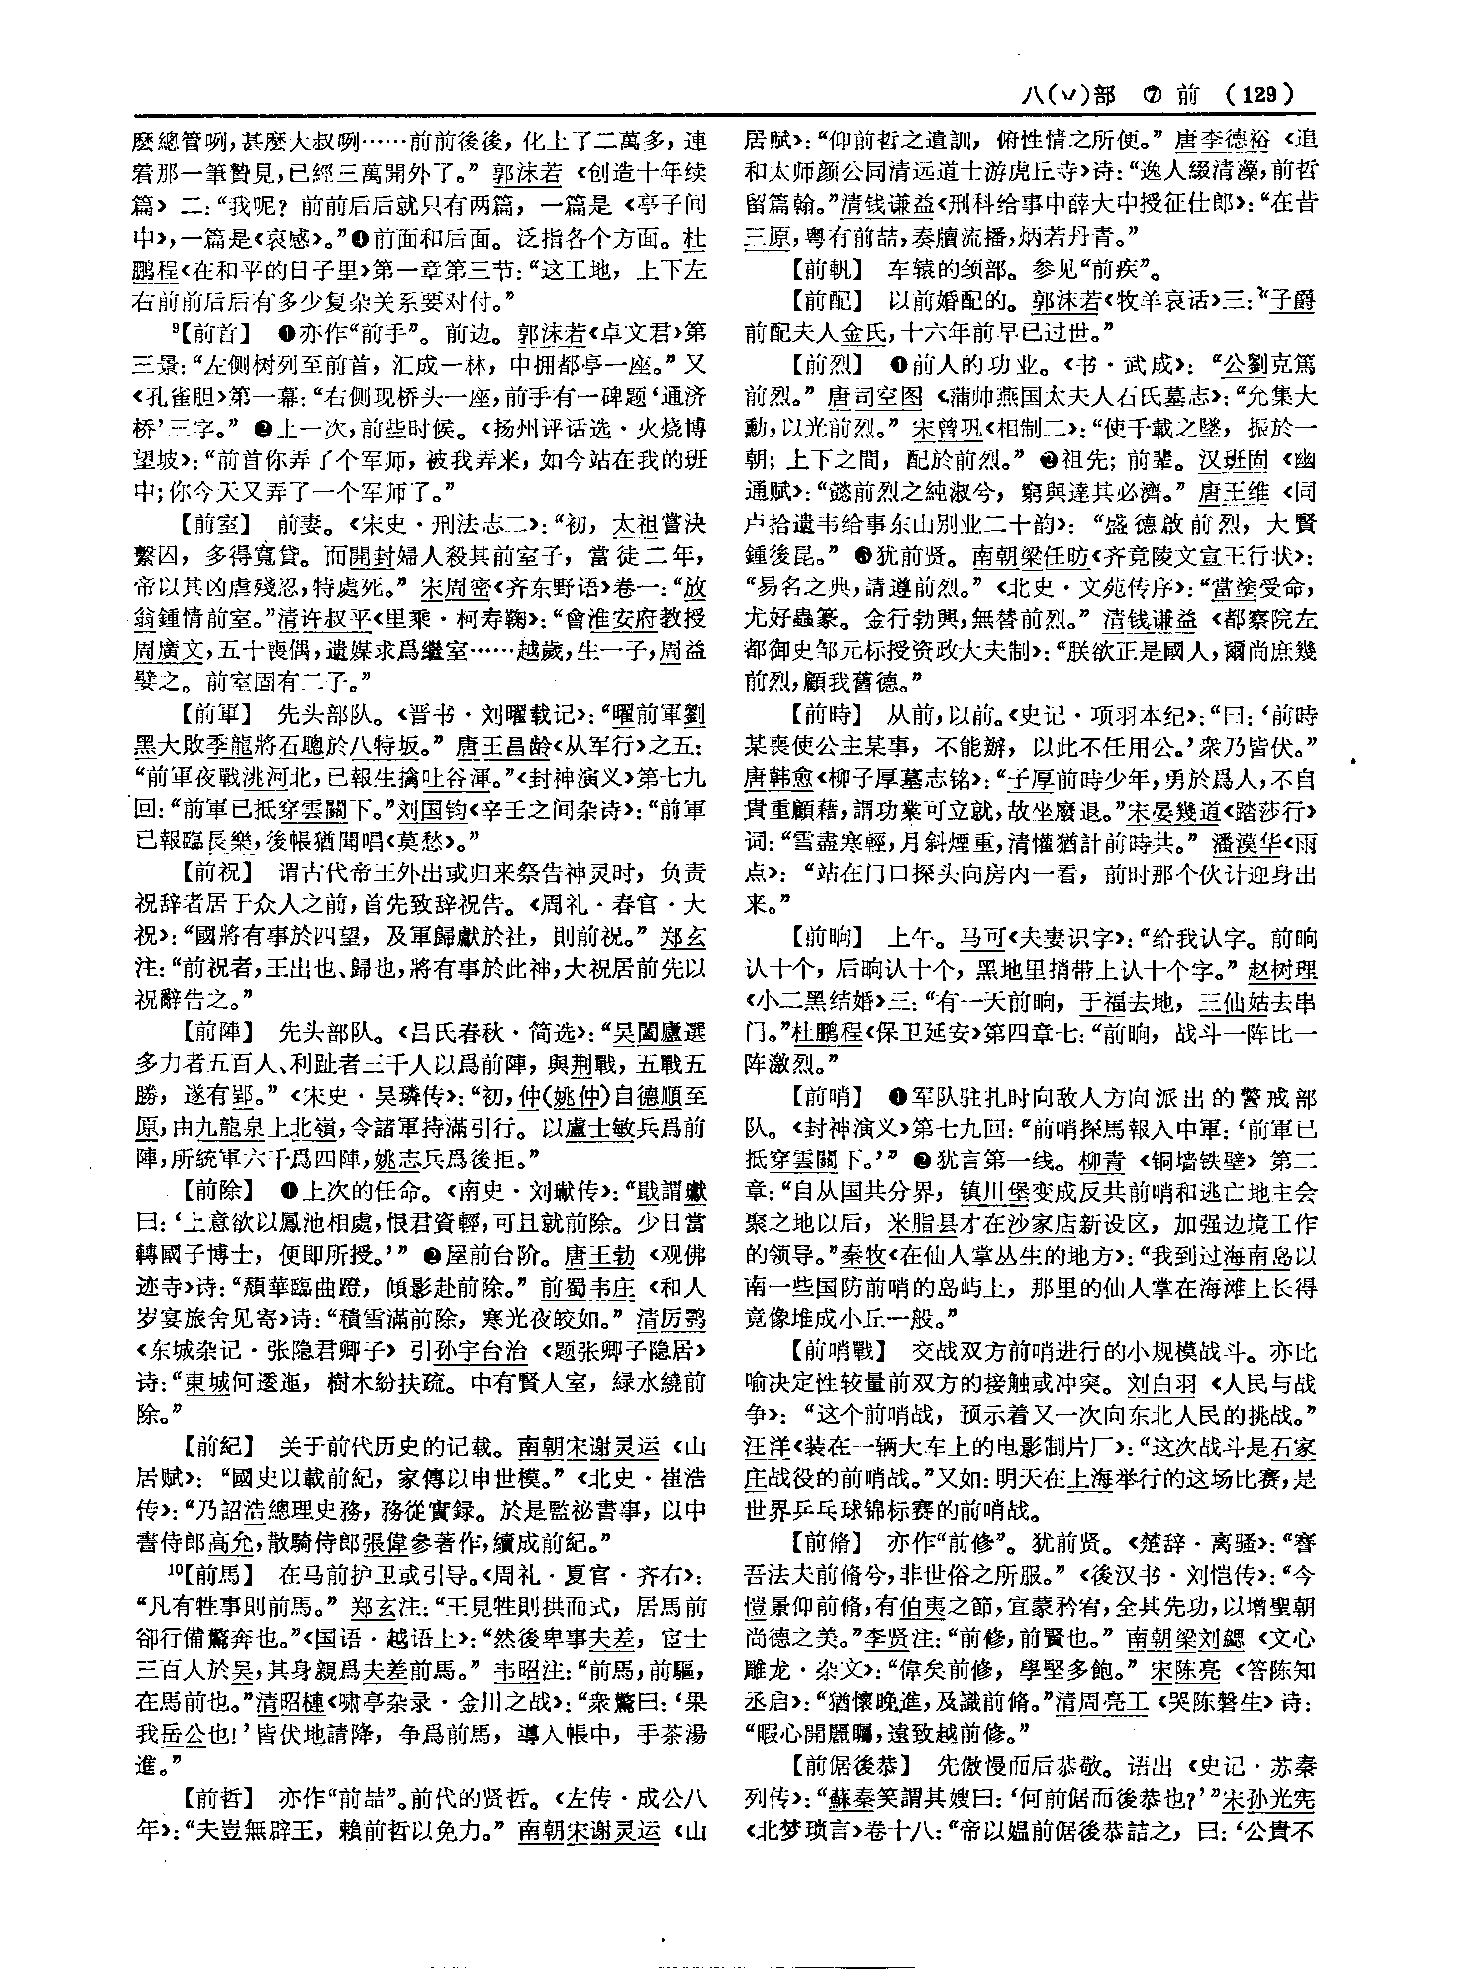 八(丷)部 ⑦ 前 (129)
麽總管咧，甚麽大叔咧……前前後後，化上了二萬多，連
着那一筆贄見，已經三萬開外了。” 郭沫若《创造十年续
篇》二：“我呢？前前后后就只有两篇，一篇是《亭子间
中》，一篇是《哀感》。”❹前面和后面。泛指各个方面。杜
鹏程《在和平的日子里》第一章第三节：“这工地，上下左
右前前后后有多少复杂关系要对付。”
⁹【前首】 ❶亦作“前手”。前边。郭沫若《卓文君》第
三景：“左侧树列至前首，汇成一林，中拥都亭一座。”又
《孔雀胆》第一幕：“右侧现桥头一座，前手有一碑题‘通济
桥’三字。” ❷上一次，前些时候。《扬州评话选·火烧博
望坡》：“前首你弄了个军师，被我弄来，如今站在我的班
中；你今天又弄了一个军师了。”
【前室】 前妻。《宋史·刑法志二》：“初，太祖嘗決
繫囚，多得寬貸。而開封婦人殺其前室子，當徒二年，
帝以其凶虐殘忍，特處死。” 宋周密《齐东野语》卷一：“放
翁鍾情前室。”清许叔平《里乘·柯寿鞠》：“會淮安府教授
周廣文，五十喪偶，遣媒求爲繼室……越歲，生一子，周益
嬖之。前室固有二子。”
【前軍】 先头部队。《晋书·刘曜载记》：“曜前軍劉
黑大敗季龍將石聰於八特坂。” 唐王昌龄《从军行》之五：
“前軍夜戰洮河北，已報生擒吐谷渾。”《封神演义》第七九
回：“前軍已抵穿雲關下。”刘国钧《辛壬之间杂诗》：“前軍
已報臨長樂，後帳猶聞唱《莫愁》。”
【前祝】 谓古代帝王外出或归来祭告神灵时，负责
祝辞者居于众人之前，首先致辞祝告。《周礼·春官·大
祝》：“國將有事於四望，及軍歸獻於社，則前祝。” 郑玄
注：“前祝者，王出也、歸也，將有事於此神，大祝居前先以
祝辭告之。”
【前陣】 先头部队。《吕氏春秋·简选》：“吴闔廬選
多力者五百人、利趾者三千人以爲前陣，與荆戰，五戰五
勝，遂有郢。”《宋史·吴璘传》：“初，仲(姚仲)自德順至
原，由九龍泉上北嶺，令諸軍持滿引行。以盧士敏兵爲前
陣，所統軍六千爲四陣，姚志兵爲後拒。”
【前除】 ❶上次的任命。《南史·刘瓛传》：“戢謂瓛
曰：‘上意欲以鳳池相處，恨君資輕，可且就前除。少日當
轉國子博士，便即所授。’” ❷屋前台阶。唐王勃《观佛
迹寺》诗：“頹華臨曲磴，傾影赴前除。” 前蜀韦庄《和人
岁宴旅舍见寄》诗：“積雪滿前除，寒光夜皎如。” 清厉鹗
《东城杂记·张隐君卿子》引孙宇台治《题张卿子隐居》
诗：“東城何逶迤，樹木紛扶疏。中有賢人室，緑水繞前
除。”
【前紀】 关于前代历史的记载。南朝宋谢灵运《山
居赋》：“國史以載前紀，家傳以申世模。”《北史·崔浩
传》：“乃詔浩總理史務，務從實録。於是監祕書事，以中
書侍郎高允，散騎侍郎張偉參著作，續成前紀。”
¹⁰【前馬】 在马前护卫或引导。《周礼·夏官·齐右》：
“凡有牲事則前馬。” 郑玄注：“王見牲則拱而式，居馬前
卻行備驚奔也。”《国语·越语上》：“然後卑事夫差，宦士
三百人於吴，其身親爲夫差前馬。” 韦昭注：“前馬，前驅，
在馬前也。”清昭槤《啸亭杂录·金川之战》：“衆驚曰：‘果
我岳公也！’皆伏地請降，争爲前馬，導入帳中，手茶湯
進。”
【前哲】 亦作“前喆”。前代的贤哲。《左传·成公八
年》：“夫豈無辟王，賴前哲以免力。” 南朝宋谢灵运《山
居赋》：“仰前哲之遺訓，俯性情之所便。” 唐李德裕《追
和太师颜公同清远道士游虎丘寺》诗：“逸人綴清藻，前哲
留篇翰。”清钱谦益《刑科给事中薛大中授征仕郎》：“在昔
三原，粤有前喆，奏牘流播，炳若丹青。”
【前軓】 车辕的颈部。参见“前疾”。
【前配】 以前婚配的。郭沫若《牧羊哀话》三：“子爵
前配夫人金氏，十六年前早已过世。”
【前烈】 ❶前人的功业。《书·武成》：“公劉克篤
前烈。” 唐司空图《蒲帅燕国太夫人石氏墓志》：“允集大
勳，以光前烈。” 宋曾巩《相制二》：“使千載之墜，振於一
朝；上下之間，配於前烈。” ❷祖先；前辈。汉班固《幽
通赋》：“懿前烈之純淑兮，窮與達其必濟。” 唐王维《同
卢拾遗韦给事东山别业二十韵》：“盛德啟前烈，大賢
鍾後昆。” ❸犹前贤。南朝梁任昉《齐竟陵文宣王行状》：
“易名之典，請遵前烈。”《北史·文苑传序》：“當塗受命，
尤好蟲篆。金行勃興，無替前烈。” 清钱谦益《都察院左
都御史邹元标授资政大夫制》：“朕欲正是國人，爾尚庶幾
前烈，顧我舊德。”
【前時】 从前，以前。《史记·项羽本纪》：“曰：‘前時
某喪使公主某事，不能辦，以此不任用公。’衆乃皆伏。”
唐韩愈《柳子厚墓志铭》：“子厚前時少年，勇於爲人，不自
貴重顧藉，謂功業可立就，故坐廢退。”宋晏幾道《踏莎行》
词：“雪盡寒輕，月斜煙重，清懽猶計前時共。” 潘漠华《雨
点》：“站在门口探头向房内一看，前时那个伙计迎身出
来。”
【前晌】 上午。马可《夫妻识字》：“给我认字。前晌
认十个，后晌认十个，黑地里捎带上认十个字。” 赵树理
《小二黑结婚》三：“有一天前晌，于福去地，三仙姑去串
门。”杜鹏程《保卫延安》第四章七：“前晌，战斗一阵比一
阵激烈。”
【前哨】 ❶军队驻扎时向敌人方向派出的警戒部
队。《封神演义》第七九回：“前哨探馬報入中軍：‘前軍已
抵穿雲關下。’” ❷犹言第一线。柳青《铜墙铁壁》第二
章：“自从国共分界，镇川堡变成反共前哨和逃亡地主会
聚之地以后，米脂县才在沙家店新设区，加强边境工作
的领导。”秦牧《在仙人掌丛生的地方》：“我到过海南岛以
南一些国防前哨的岛屿上，那里的仙人掌在海滩上长得
竟像堆成小丘一般。”
【前哨戰】 交战双方前哨进行的小规模战斗。亦比
喻决定性较量前双方的接触或冲突。刘白羽《人民与战
争》：“这个前哨战，预示着又一次向东北人民的挑战。”
汪洋《装在一辆大车上的电影制片厂》：“这次战斗是石家
庄战役的前哨战。”又如：明天在上海举行的这场比赛，是
世界乒乓球锦标赛的前哨战。
【前脩】 亦作“前修”。犹前贤。《楚辞·离骚》：“謇
吾法夫前脩兮，非世俗之所服。”《後汉书·刘恺传》：“今
愷景仰前脩，有伯夷之節，宜蒙矜宥，全其先功，以增聖朝
尚德之美。”李贤注：“前修，前賢也。” 南朝梁刘勰《文心
雕龙·杂文》：“偉矣前修，學堅多飽。” 宋陈亮《答陈知
丞启》：“猶懷晚進，及識前脩。”清周亮工《哭陈磐生》诗：
“暇心開麗矚，遠致越前修。”
【前倨後恭】 先傲慢而后恭敬。语出《史记·苏秦
列传》：“蘇秦笑謂其嫂曰：‘何前倨而後恭也？’”宋孙光宪
《北梦琐言》卷十八：“帝以媪前倨後恭詰之，曰：‘公貴不